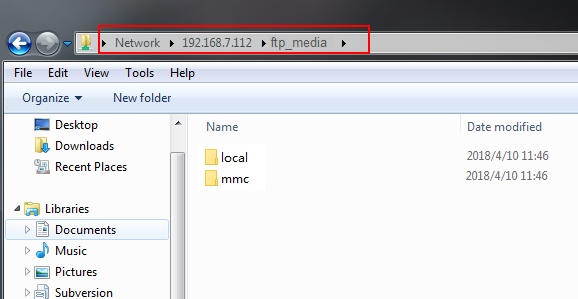 Network 192.168.7.112 ftp_media
File Edit View Tools Help
Organize New folder
Desktop
Downloads
Recent Places
Libraries
Documents
Music
Pictures
Subversion
Name Date modified
local 2018/4/10 11:46
mmc 2018/4/10 11:46